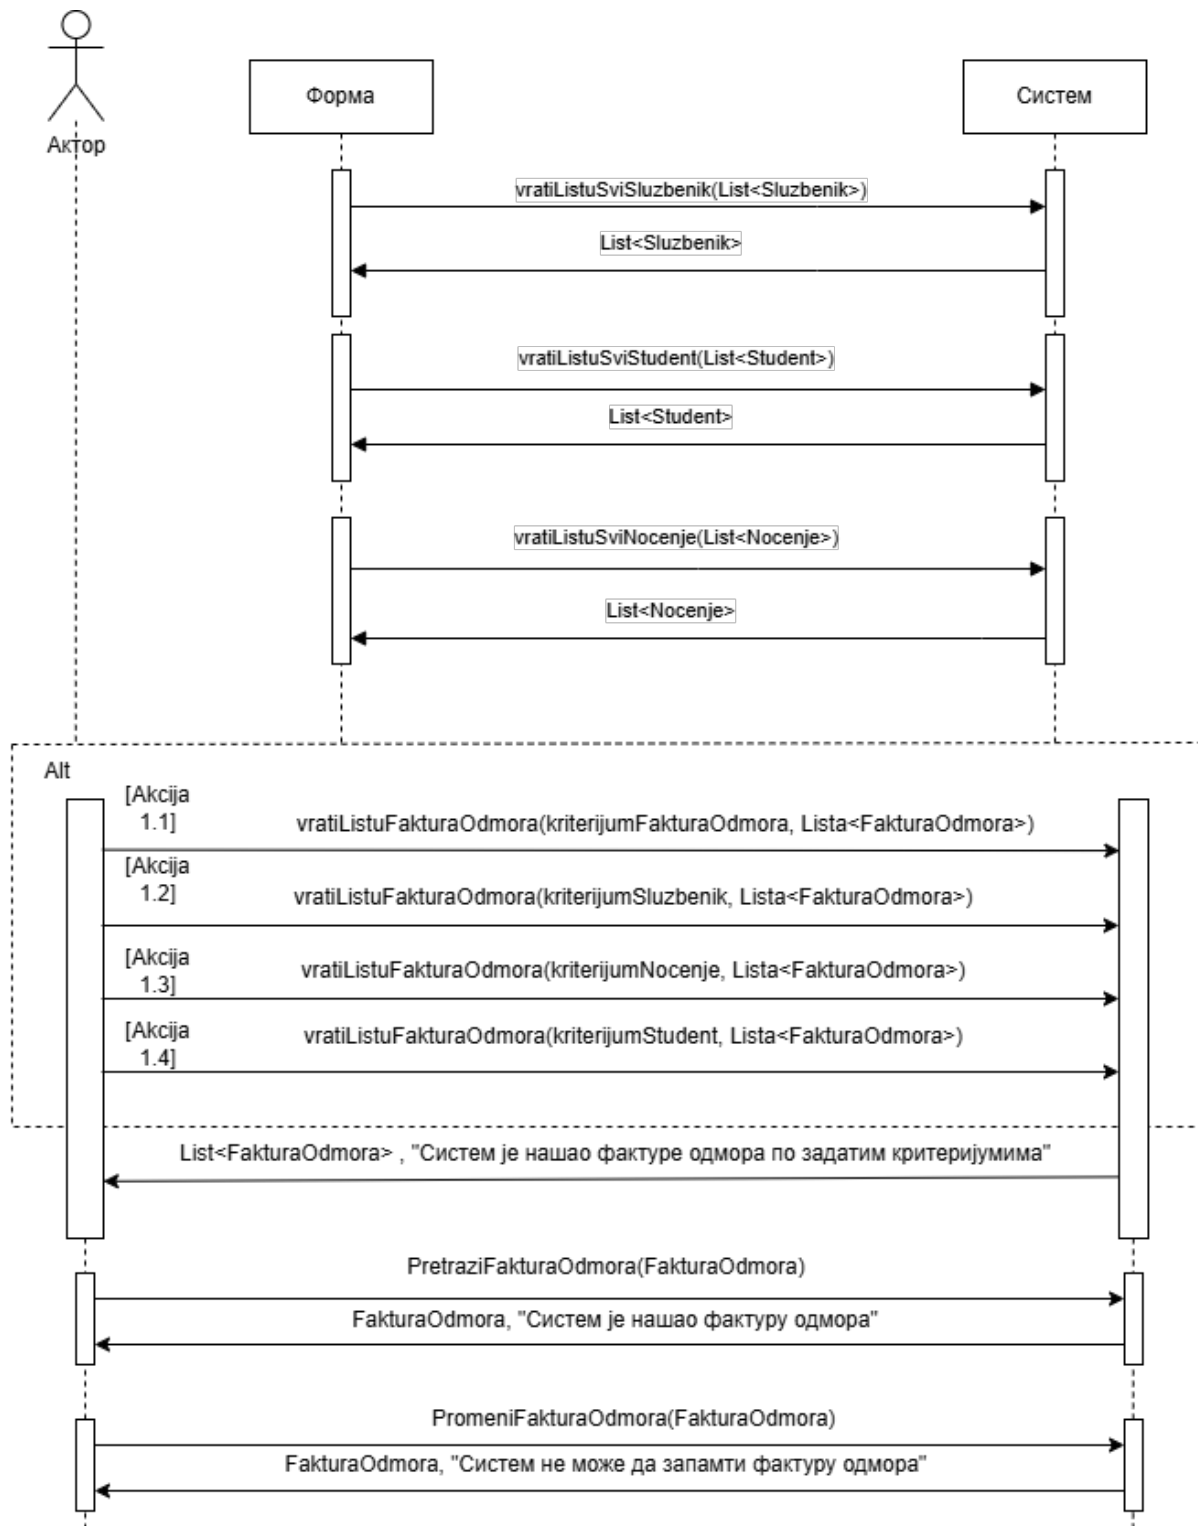 Актор
Форма
Систем
vratiListuSviSluzbenik(List<Sluzbenik>)
List<Sluzbenik>
vratiListuSviStudent(List<Student>)
List<Student>
vratiListuSviNocenje(List<Nocenje>)
List<Nocenje>
Alt
[Akcija
1.1]
vratiListuFakturaOdmora(kriterijumFakturaOdmora, Lista<FakturaOdmora>)
[Akcija
1.2]
vratiListuFakturaOdmora(kriterijumSluzbenik, Lista<FakturaOdmora>)
[Akcija
1.3]
vratiListuFakturaOdmora(kriterijumNocenje, Lista<FakturaOdmora>)
[Akcija
1.4]
vratiListuFakturaOdmora(kriterijumStudent, Lista<FakturaOdmora>)
List<FakturaOdmora> , "Систем је нашао фактуре одмора по задатим критеријумима"
PretraziFakturaOdmora(FakturaOdmora)
FakturaOdmora, "Систем је нашао фактуру одмора"
PromeniFakturaOdmora(FakturaOdmora)
FakturaOdmora, "Систем не може да запамти фактуру одмора"